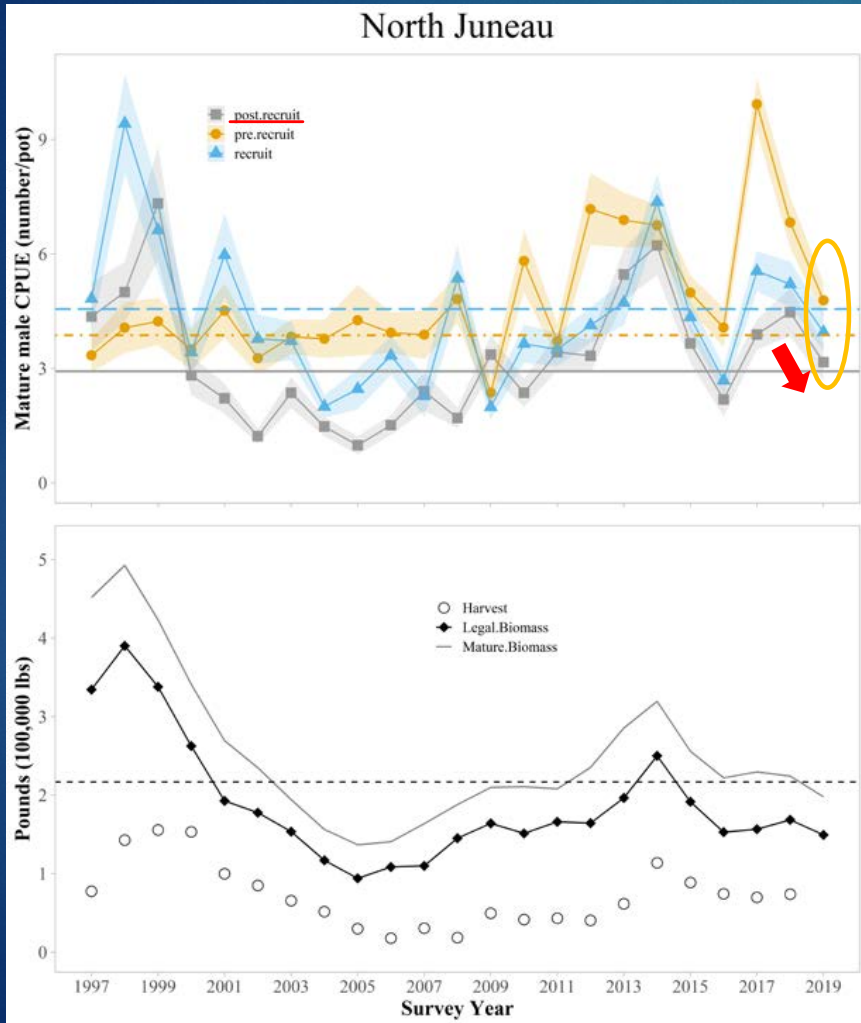 North Juneau
Mature male CPUE (number/pot)
9
6
3
0
post.recruit
pre.recruit
recruit
Pounds (100,000 lbs)
5
4
3
2
1
0
Harvest
Legal.Biomass
Mature.Biomass
1997 1999 2001 2003 2005 2007 2009 2011 2013 2015 2017 2019
Survey Year